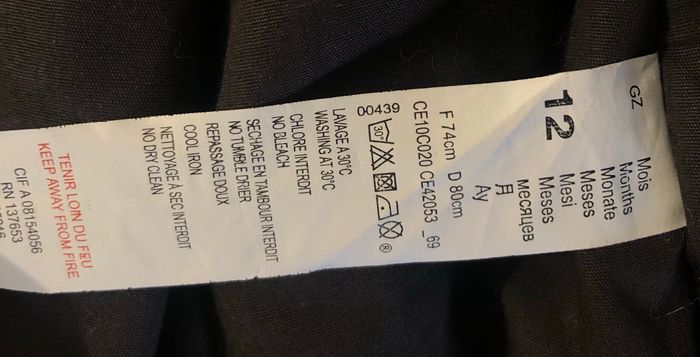 GZ
12
Mois
Months
Monate
Meses
Mesi
Meses
месяцев
月
Ay
F 74cm D 80cm
CE10C020 CE42053 _69
00439
30°
LAVAGE À 30°C
WASHING AT 30°C
CHLORE INTERDIT
NO BLEACH
SECHAGE EN TAMBOUR INTERDIT
NO TUMBLE DRIER
REPASSAGE DOUX
COOL IRON
NETTOYAGE À SEC INTERDIT
NO DRY CLEAN
TENIR LOIN DU FEU
KEEP AWAY FROM FIRE
CIF A 08154056
RN 137653